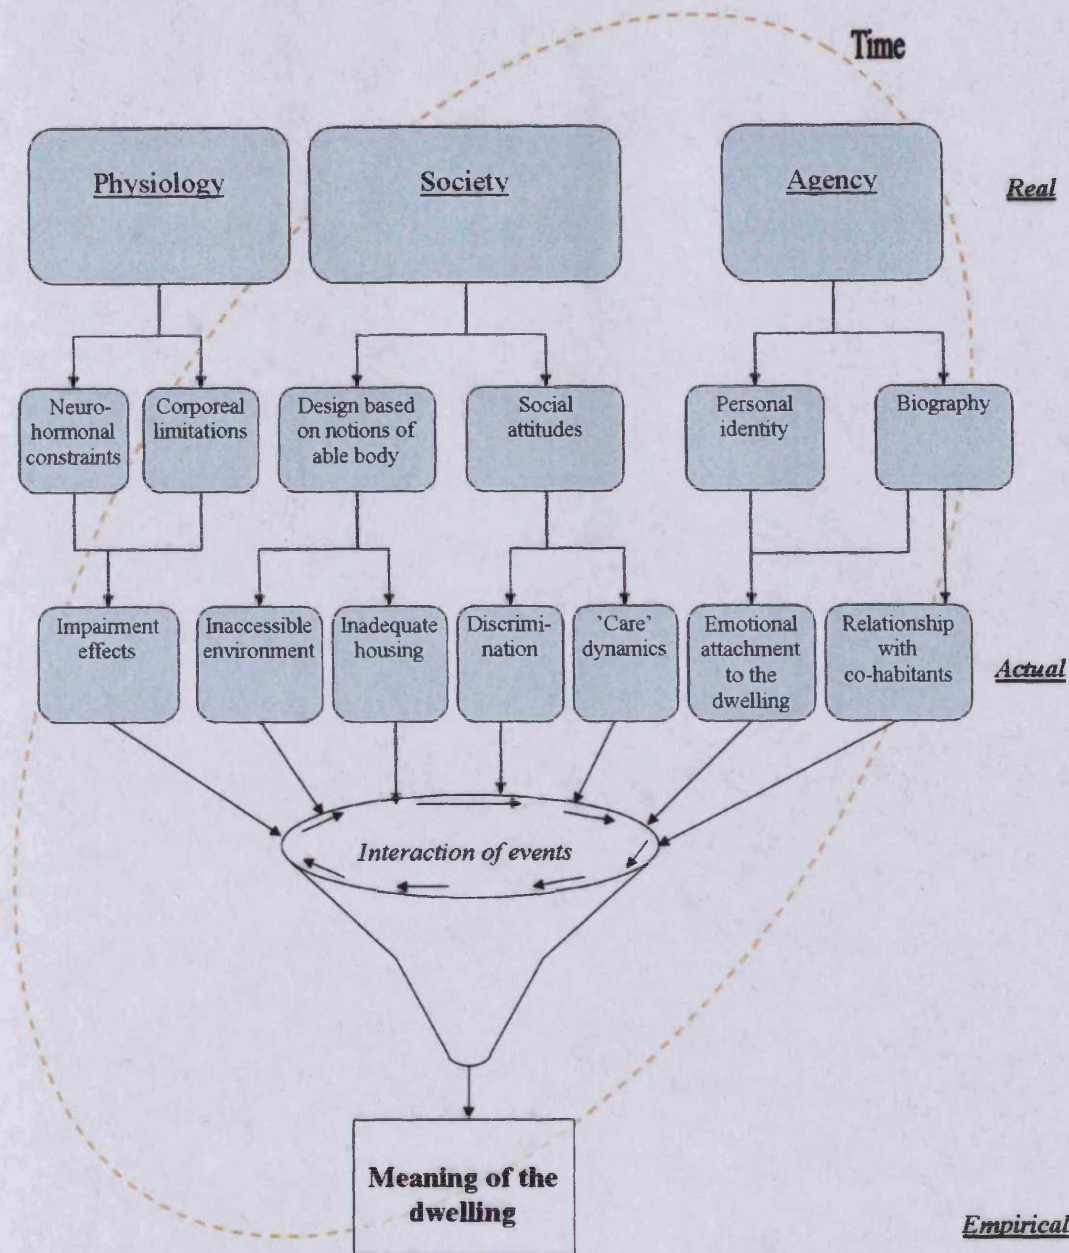 Time
Physiology
Society
Agency
Real
Neuro-
hormonal
constraints
Corporeal
limitations
Design based
on notions of
able body
Social
attitudes
Personal
identity
Biography
Impairment
effects
Inaccessible
environment
Inadequate
housing
Discrimi-
nation
'Care'
dynamics
Emotional
attachment
to the
dwelling
Relationship
with
co-habitants
Actual
Interaction of events
Meaning of the
dwelling
Empirical